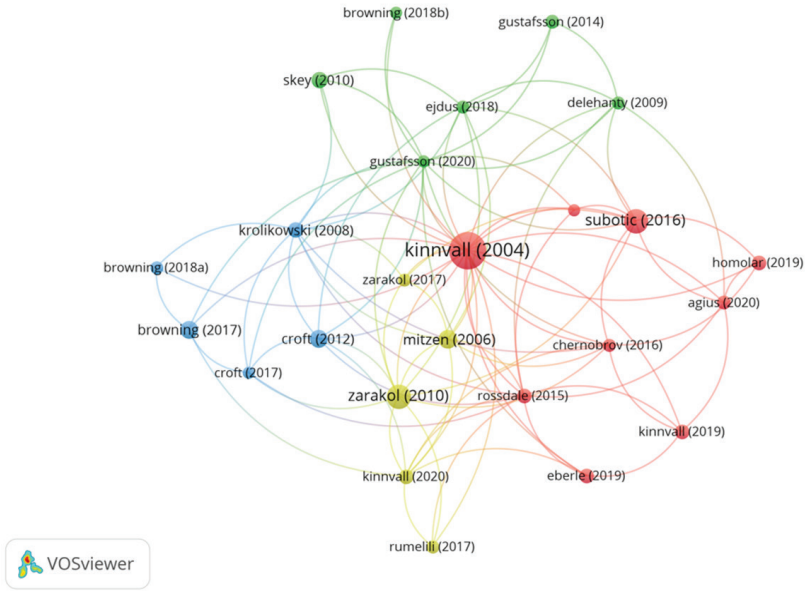 browning (2018b)
gustafsson (2014)
skey (2010)
ejdus (2018)
delehanty (2009)
gustafsson (2020)
subotic (2016)
krolikowski (2008)
kinnvall (2004)
homolar (2019)
browning (2018a)
zarakol (2017)
agius (2020)
browning (2017)
croft (2012)
mitzen (2006)
chernobrov (2016)
croft (2017)
zarakol (2010)
rossdale (2015)
kinnvall (2019)
kinnvall (2020)
eberle (2019)
rumelili (2017)
VOSviewer